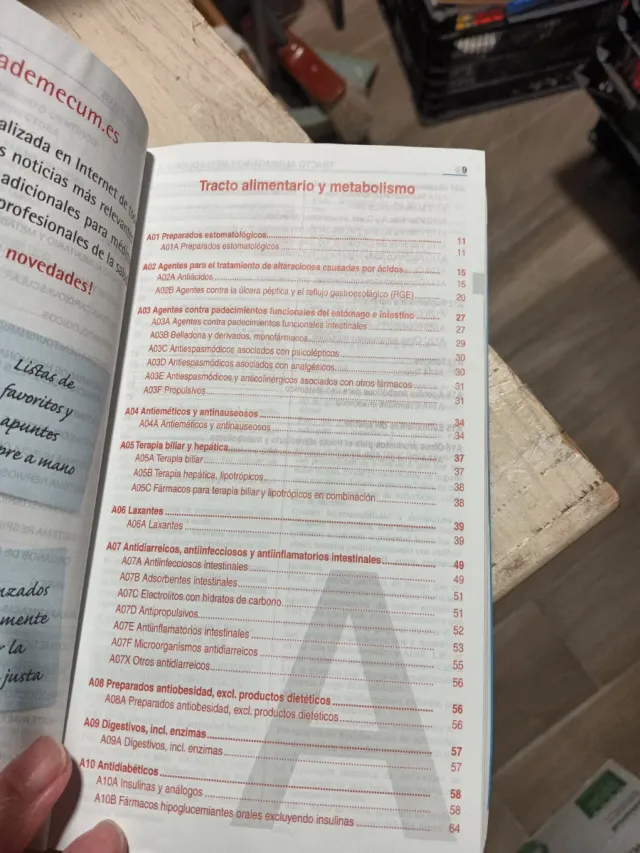 ademecum.es
alizada en Internet de
s noticias más relevan
adicionales para
profesionales de la
novedades!
Listas de
favoritos y
apuntes
a mano
nzados
mente
r la
justa
9
Tracto alimentario y metabolismo
A01 Preparados estomatológicos 11
A01A Preparados estomatológicos 11
A02 Agentes para el tratamiento de alteraciones causadas por ácidos 15
A02A Antiácidos 15
A02B Agentes contra la úlcera péptica y el reflujo gastroesológico (RGE) 20
A03 Agentes contra padecimientos funcionales del estómago e intestino 27
A03A Agentes contra padecimientos funcionales intestinales 27
A03B Belladona y derivados, monofármacos 29
A03C Antiespasmódicos asociados con psicolépticos 30
A03D Antiespasmódicos asociados con analgésicos 30
A03E Antiespasmódicos y anticolinérgicos asociados con otros fármacos 31
A03F Propulsivos 31
A04 Antieméticos y antinauseosos 34
A04A Antieméticos y antinauseosos 34
A05 Terapia biliar y hepática 37
A05A Terapia biliar 37
A05B Terapia hepática, lipotrópicos 38
A05C Fármacos para terapia biliar y lipotrópicos en combinación 38
A06 Laxantes 39
A06A Laxantes 39
A07 Antidiarreicos, antiinfecciosos y antiinflamatorios intestinales 49
A07A Antiinfecciosos intestinales 49
A07B Adsorbentes intestinales 51
A07C Electrolitos con hidratos de carbono 51
A07D Antipropulsivos 52
A07E Antiinflamatorios intestinales 53
A07F Microorganismos antidiarreicos 55
A07X Otros antidiarreicos 56
A08 Preparados antiobesidad, excl. productos dietéticos 56
A08A Preparados antiobesidad, excl. productos dietéticos 56
A09 Digestivos, incl. enzimas 57
A09A Digestivos, incl. enzimas 57
A10 Antidiabéticos 58
A10A Insulinas y análogos 58
A10B Fármacos hipoglucemiantes orales excluyendo insulinas 64
A